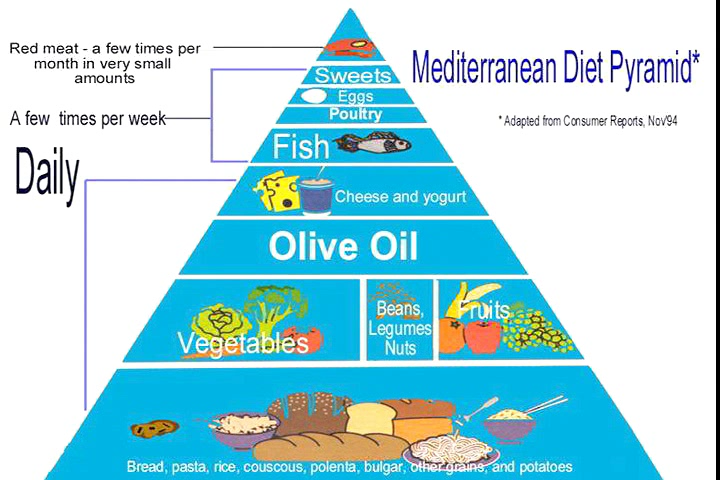 Mediterranean Diet Pyramid*
* Adapted from Consumer Reports, Nov'94
Red meat - a few times per
month in very small
amounts
A few times per week
Daily
Sweets
Eggs
Poultry
Fish
Cheese and yogurt
Olive Oil
Vegetables
Beans,
Legumes
Nuts
Fruits
Bread, pasta, rice, couscous, polenta, bulgar, other grains, and potatoes